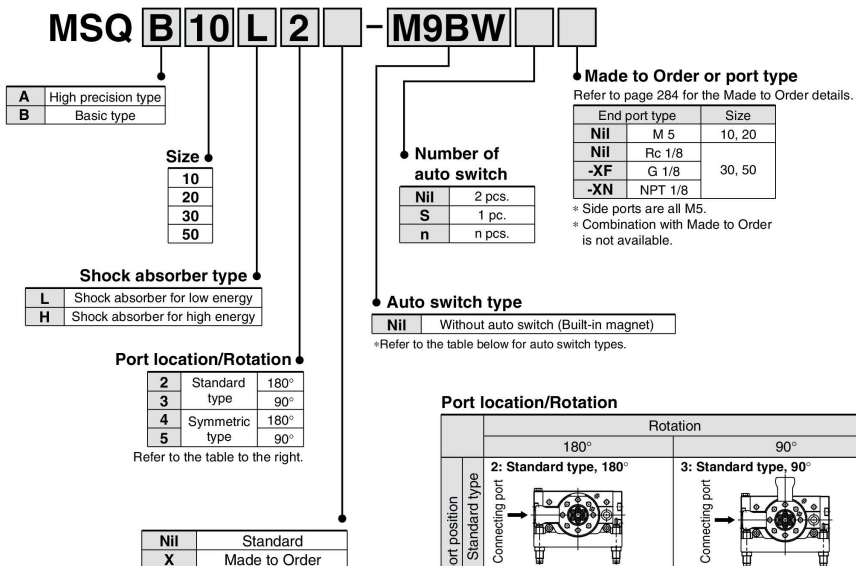 MSQ B 10 L 2 - M9BW
A High precision type
B Basic type
Size
10
20
30
50
Shock absorber type
L Shock absorber for low energy
H Shock absorber for high energy
Port location/Rotation
2 Standard type 180°
3 90°
4 Symmetric type 180°
5 90°
Refer to the table to the right.
Nil Standard
X Made to Order
Made to Order or port type
Refer to page 284 for the Made to Order details.
End port type Size
Nil M 5 10, 20
Nil Rc 1/8 30, 50
-XF G 1/8
-XN NPT 1/8
* Side ports are all M5.
* Combination with Made to Order
is not available.
Number of
auto switch
Nil 2 pcs.
S 1 pc.
n n pcs.
Auto switch type
Nil Without auto switch (Built-in magnet)
*Refer to the table below for auto switch types.
Port location/Rotation
Rotation
180° 90°
ort position
Standard type
2: Standard type, 180°
Connecting port
3: Standard type, 90°
Connecting port